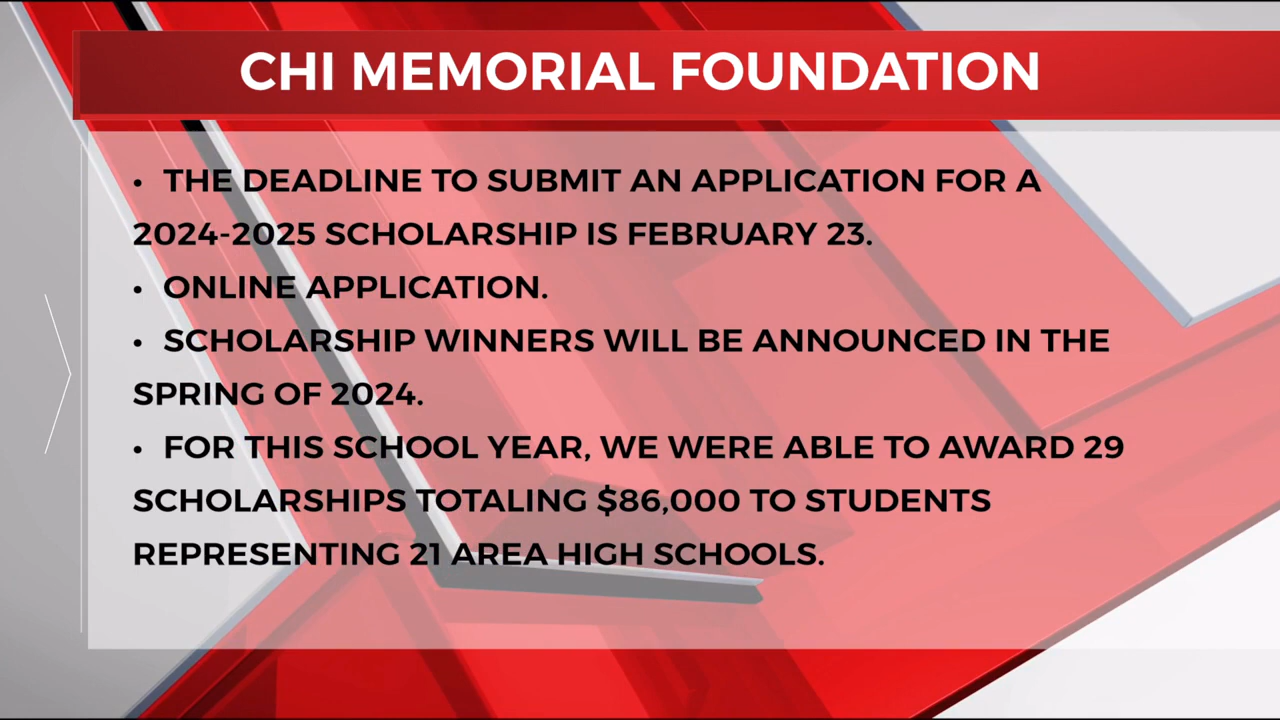 CHI MEMORIAL FOUNDATION
• THE DEADLINE TO SUBMIT AN APPLICATION FOR A
2024-2025 SCHOLARSHIP IS FEBRUARY 23.
• ONLINE APPLICATION.
• SCHOLARSHIP WINNERS WILL BE ANNOUNCED IN THE
SPRING OF 2024.
• FOR THIS SCHOOL YEAR, WE WERE ABLE TO AWARD 29
SCHOLARSHIPS TOTALING $86,000 TO STUDENTS
REPRESENTING 21 AREA HIGH SCHOOLS.